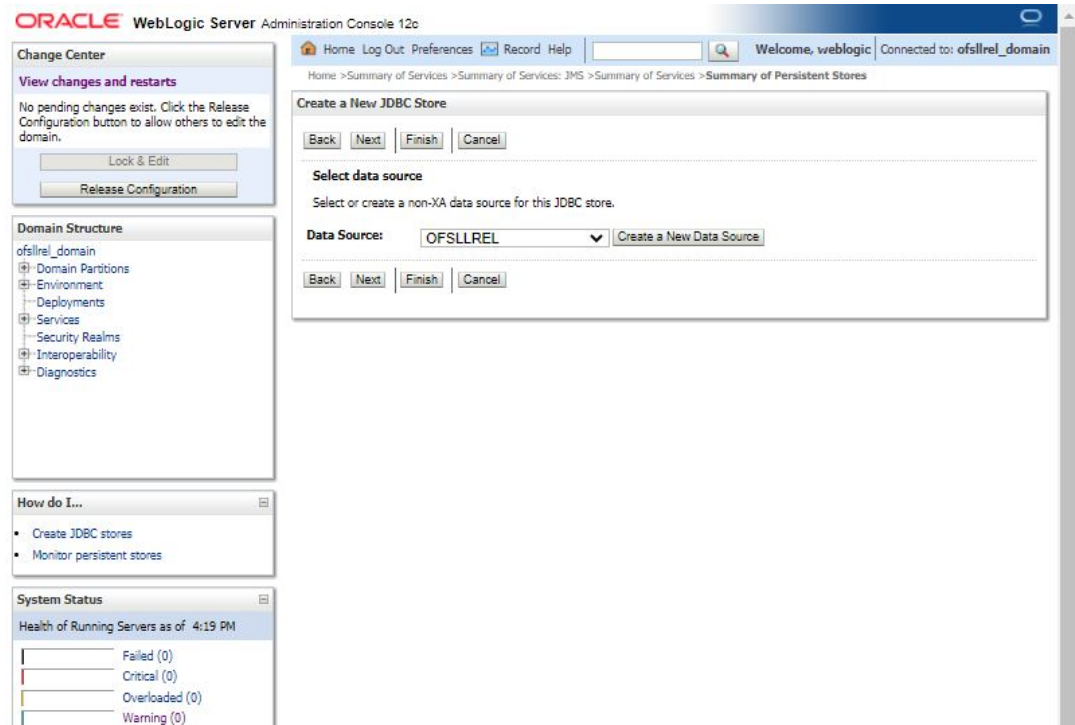 ORACLE WebLogic Server Administration Console 12c
Change Center
View changes and restarts
No pending changes exist. Click the Release
Configuration button to allow others to edit the
domain.
Lock & Edit
Release Configuration
Domain Structure
ofsllrel_domain
Domain Partitions
Environment
Deployments
Services
Security Realms
Interoperability
Diagnostics
How do I...
Create JDBC stores
Monitor persistent stores
System Status
Health of Running Servers as of 4:19 PM
Failed (0)
Critical (0)
Overloaded (0)
Warning (0)
Home Log Out Preferences Record Help
Welcome, weblogic Connected to: ofsllrel_domain
Home >Summary of Services >Summary of Services: JMS >Summary of Services >Summary of Persistent Stores
Create a New JDBC Store
Back Next Finish Cancel
Select data source
Select or create a non-XA data source for this JDBC store.
Data Source: OFSLLREL Create a New Data Source
Back Next Finish Cancel